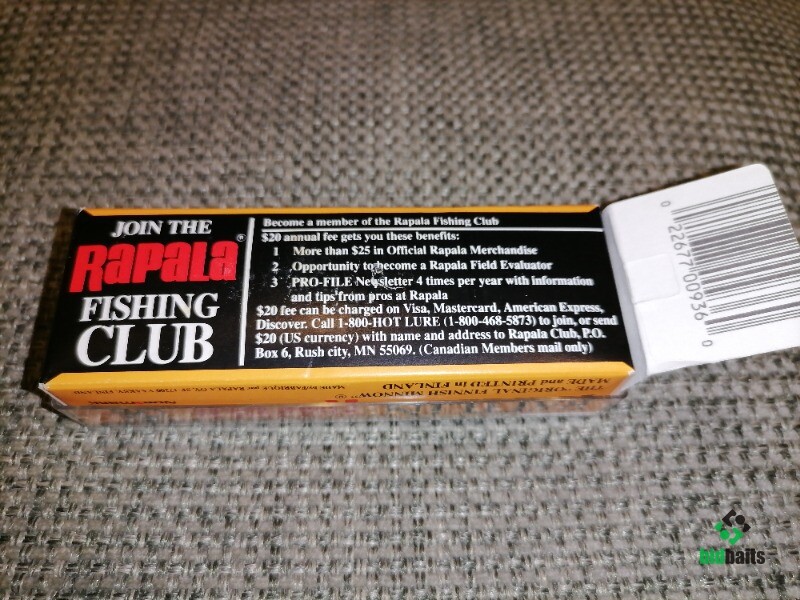 JOIN THE
Rapala®
FISHING
CLUB
Become a member of the Rapala Fishing Club
$20 annual fee gets you these benefits:
1 More than $25 in Official Rapala Merchandise
2 Opportunity to become a Rapala Field Evaluator
3 PRO-FILE Newsletter 4 times per year with information
and tips from pros at Rapala
$20 fee can be charged on Visa, Mastercard, American Express,
Discover. Call 1-800-HOT LURE (1-800-468-5873) to join, or send
$20 (US currency) with name and address to Rapala Club, P.O.
Box 6, Rush city, MN 55069. (Canadian Members mail only)
THE "ORIGINAL FINNISH MINNOW" ®
MADE and PRINTED in FINLAND
0 22677 00936 0
baits